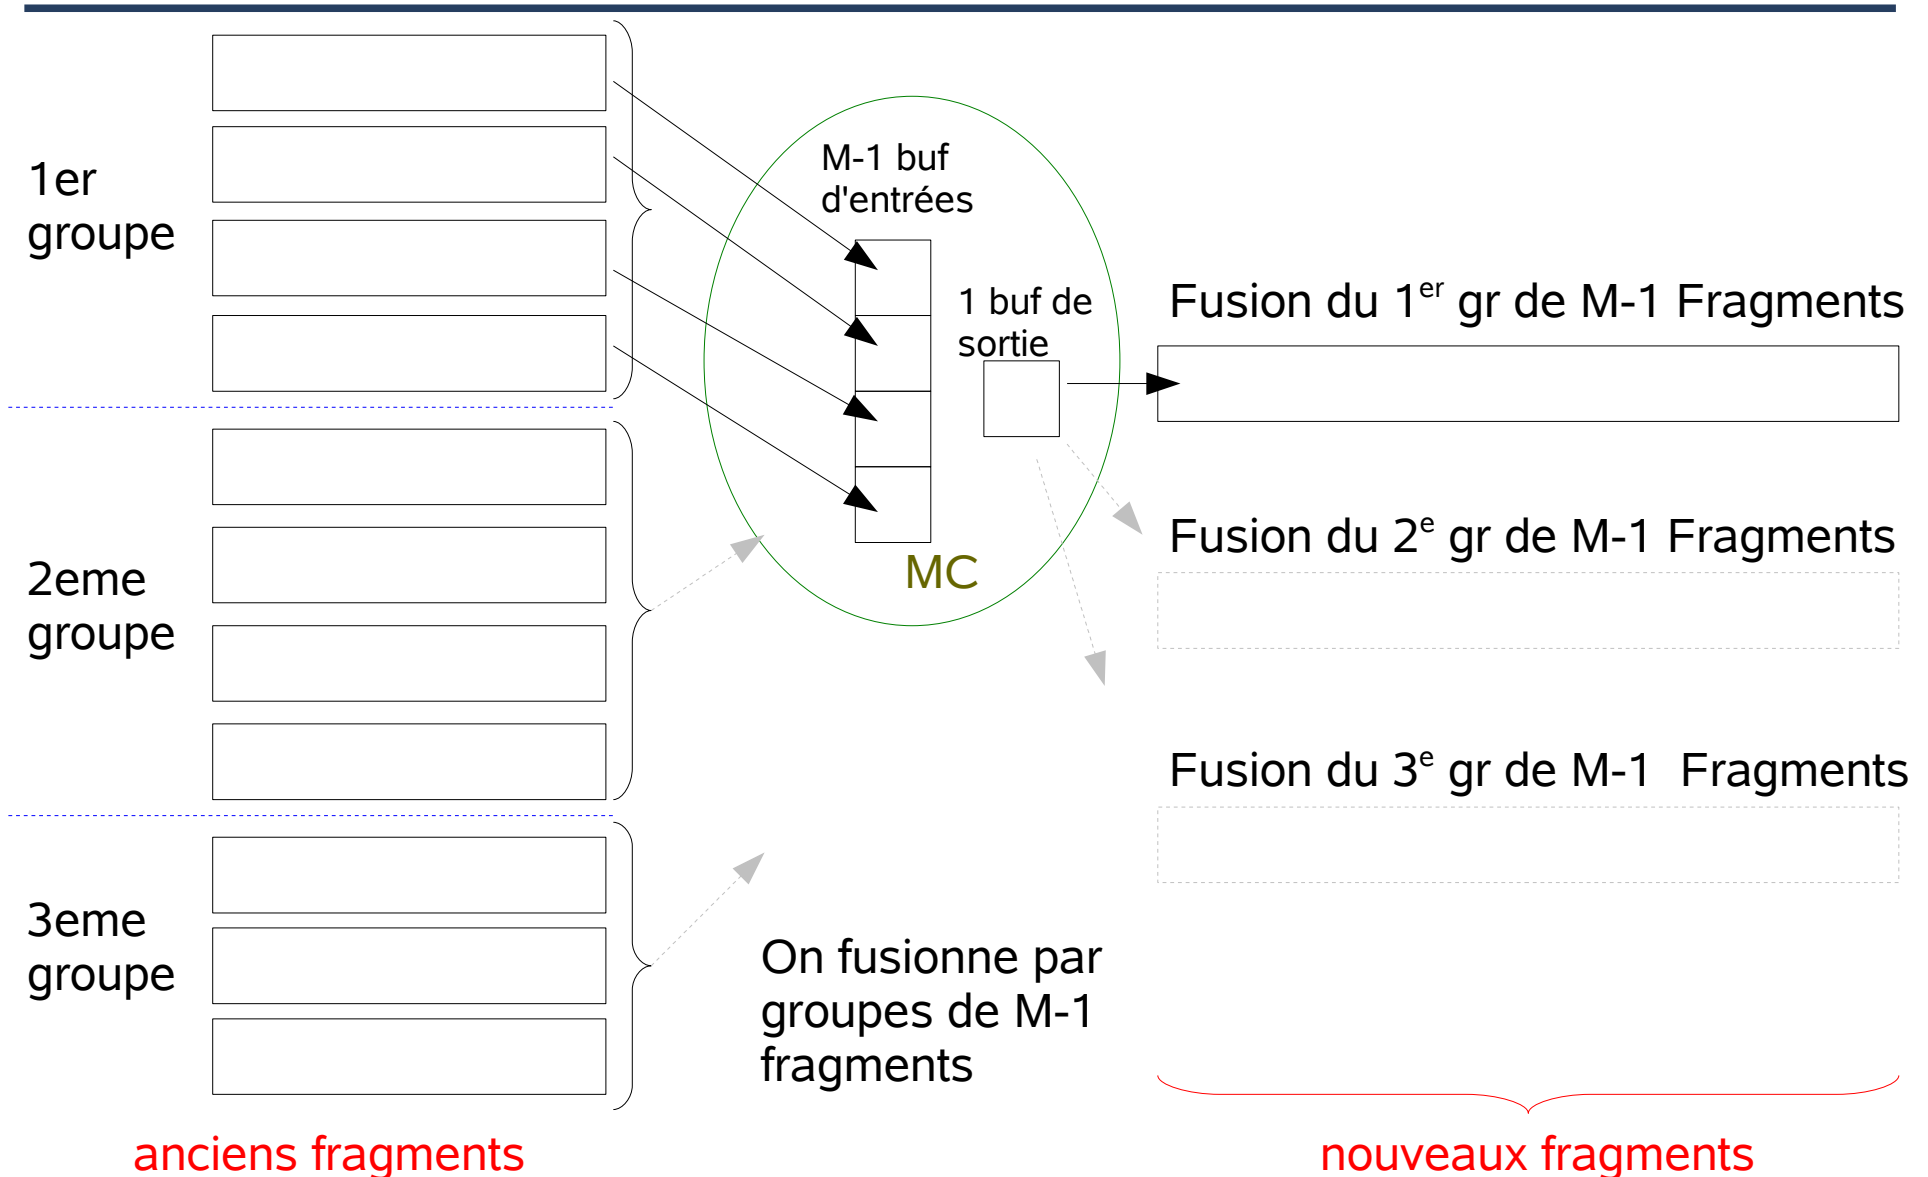 1er
groupe
2eme
groupe
3eme
groupe
anciens fragments
M-1 buf
d'entrées
1 buf de
sortie
MC
On fusionne par
groupes de M-1
fragments
Fusion du 1er gr de M-1 Fragments
Fusion du 2e gr de M-1 Fragments
Fusion du 3e gr de M-1 Fragments
nouveaux fragments